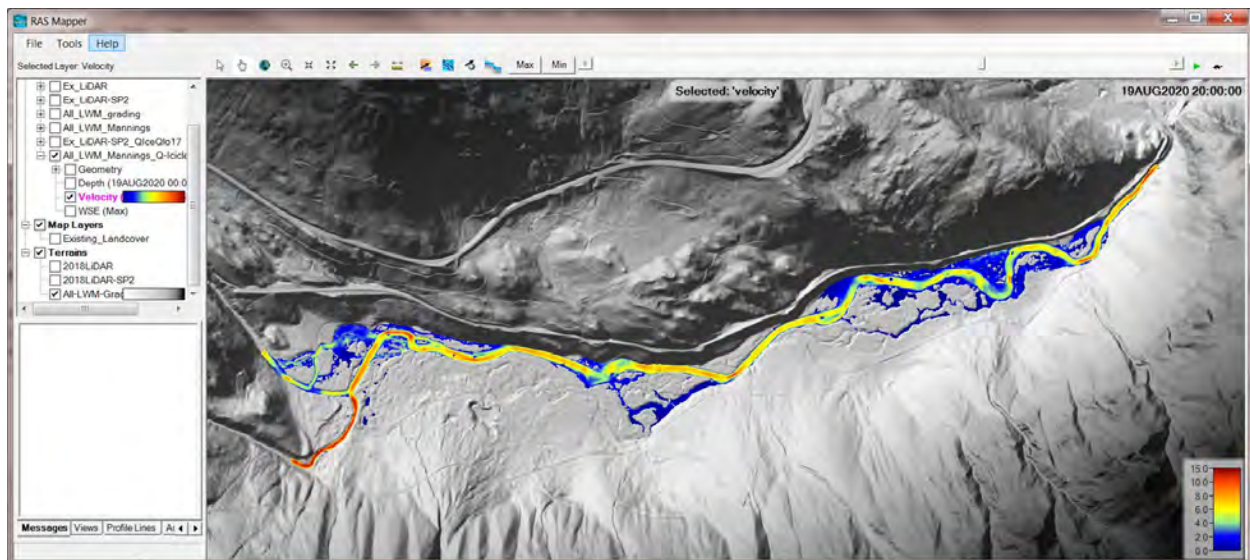 RAS Mapper
File Tools Help
Selected Layer: Velocity
Max Min
Selected: 'velocity'
19AUG2020 20:00:00
Ex_LiDAR
Ex_LiDAR-SP2
All_LWM_grading
All_LWM_Mannings
Ex_LiDAR-SP2_QIceQlo17
All_LWM_Mannings_Q-Icicle
Geometry
Depth (19AUG2020 00:0
Velocity (
WSE (Max)
Map Layers
Existing_Landcover
Terrains
2018LiDAR
2018LiDAR-SP2
All-LWM-Grad
Messages Views Profile Lines
15.0
10.0
8.0
6.0
4.0
2.0
0.0